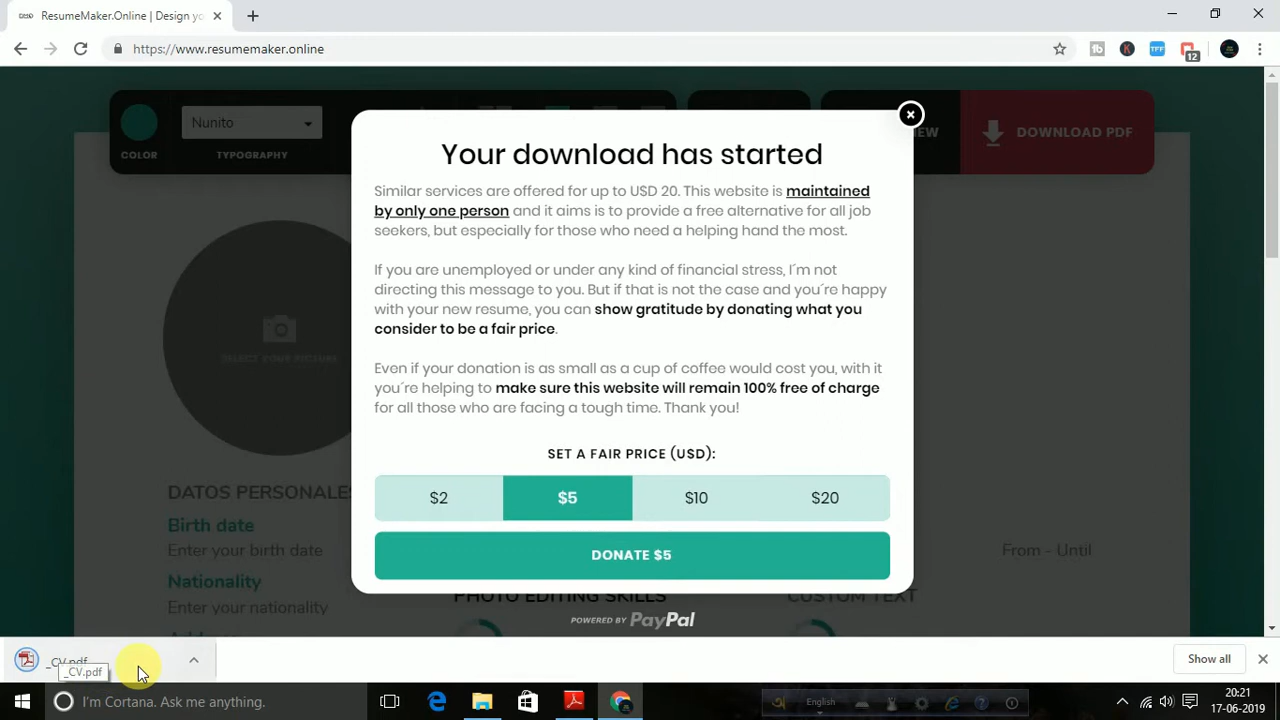 ResumeMaker.Online | Design yo
https://www.resumemaker.online
TFF
12
Nunito
COLOR
TYPOGRAPHY
EW
DOWNLOAD PDF
Your download has started
Similar services are offered for up to USD 20. This website is maintained
by only one person and it aims is to provide a free alternative for all job
seekers, but especially for those who need a helping hand the most.
If you are unemployed or under any kind of financial stress, I´m not
directing this message to you. But if that is not the case and you´re happy
with your new resume, you can show gratitude by donating what you
consider to be a fair price.
Even if your donation is as small as a cup of coffee would cost you, with it
you´re helping to make sure this website will remain 100% free of charge
for all those who are facing a tough time. Thank you!
SET A FAIR PRICE (USD):
$2 $5 $10 $20
DONATE $5
POWERED BY PayPal
SELECT YOUR PICTURE
DATOS PERSONALES
Birth date
Enter your birth date
From - Until
Nationality
Enter your nationality
PHOTO EDITING SKILLS
CUSTOM TEXT
_CV.pdf
_CV.pdf
Show all
I'm Cortana. Ask me anything.
English
20:21
17-06-2019